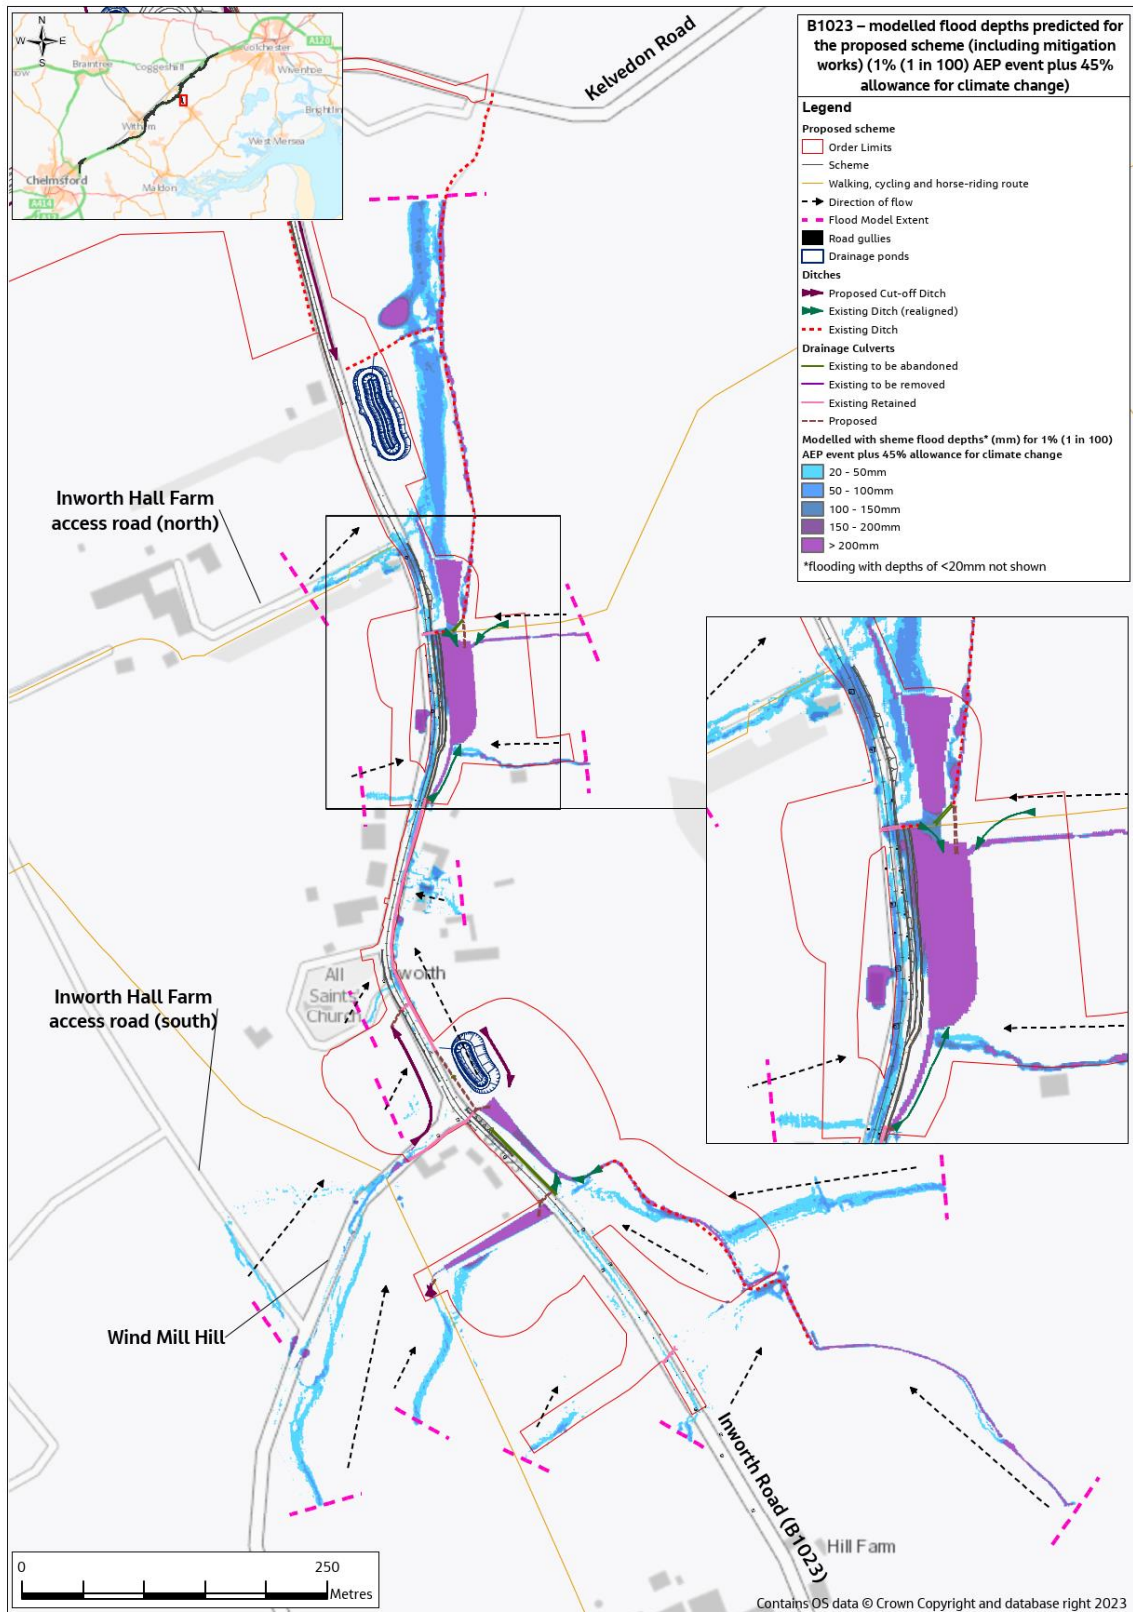 N
W E
S
A120
Colchester
Braintree
Coggeshall
Wivenhoe
Witham
West Mersea
Chelmsford
Maldon
A414
Kelvedon Road
B1023 – modelled flood depths predicted for
the proposed scheme (including mitigation
works) (1% (1 in 100) AEP event plus 45%
allowance for climate change)
Legend
Proposed scheme
Order Limits
Scheme
Walking, cycling and horse-riding route
Direction of flow
Flood Model Extent
Road gullies
Drainage ponds
Ditches
Proposed Cut-off Ditch
Existing Ditch (realigned)
Existing Ditch
Drainage Culverts
Existing to be abandoned
Existing to be removed
Existing Retained
Proposed
Modelled with sheme flood depths* (mm) for 1% (1 in 100)
AEP event plus 45% allowance for climate change
20 - 50mm
50 - 100mm
100 - 150mm
150 - 200mm
> 200mm
*flooding with depths of <20mm not shown
Inworth Hall Farm
access road (north)
All
Saints'
Church
Inworth
Inworth Hall Farm
access road (south)
Wind Mill Hill
Inworth Road (B1023)
Hill Farm
0 250
Metres
Contains OS data © Crown Copyright and database right 2023